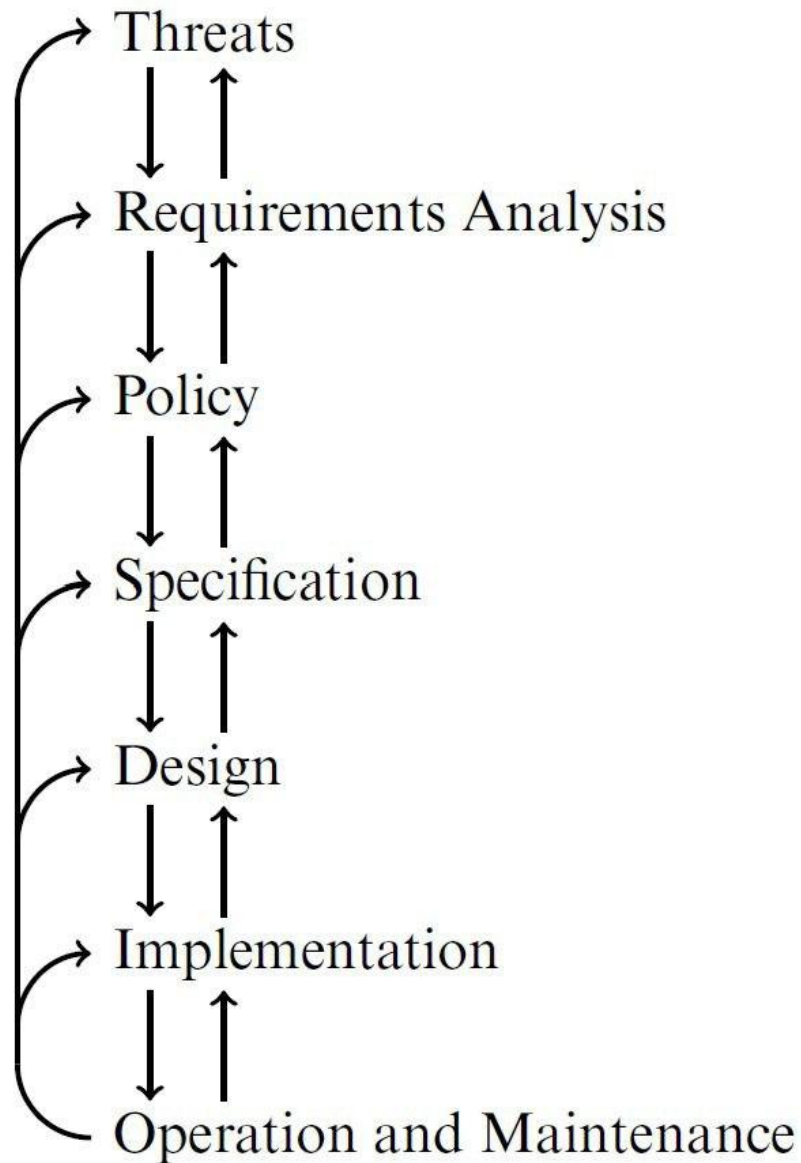 Threats
Requirements Analysis
Policy
Specification
Design
Implementation
Operation and Maintenance